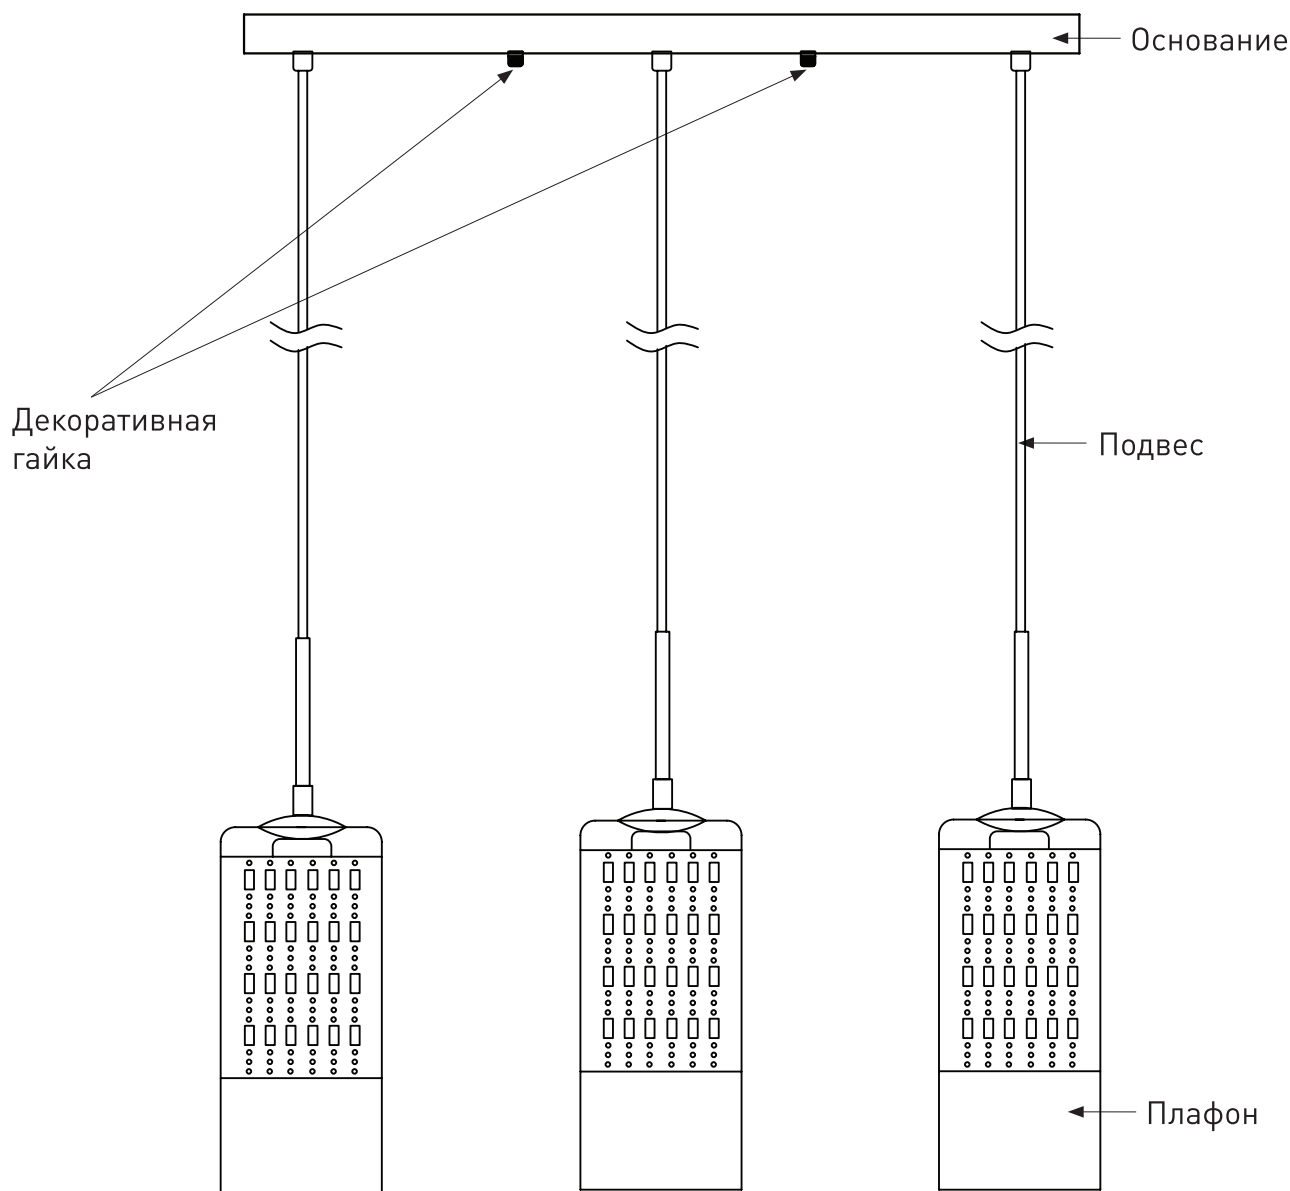 Основание
Декоративная
гайка
Подвес
Плафон